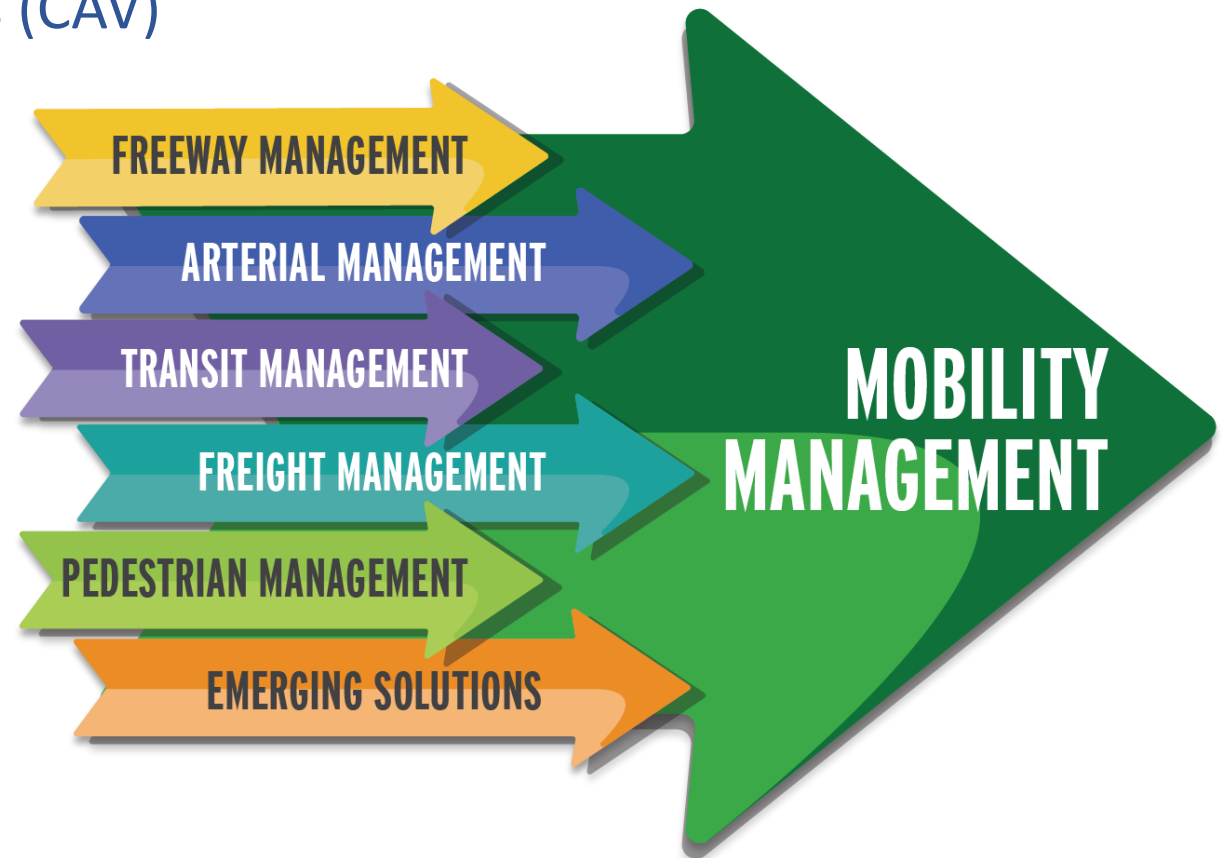 (CAV)
FREEWAY MANAGEMENT
ARTERIAL MANAGEMENT
TRANSIT MANAGEMENT
FREIGHT MANAGEMENT
PEDESTRIAN MANAGEMENT
EMERGING SOLUTIONS
MOBILITY
MANAGEMENT